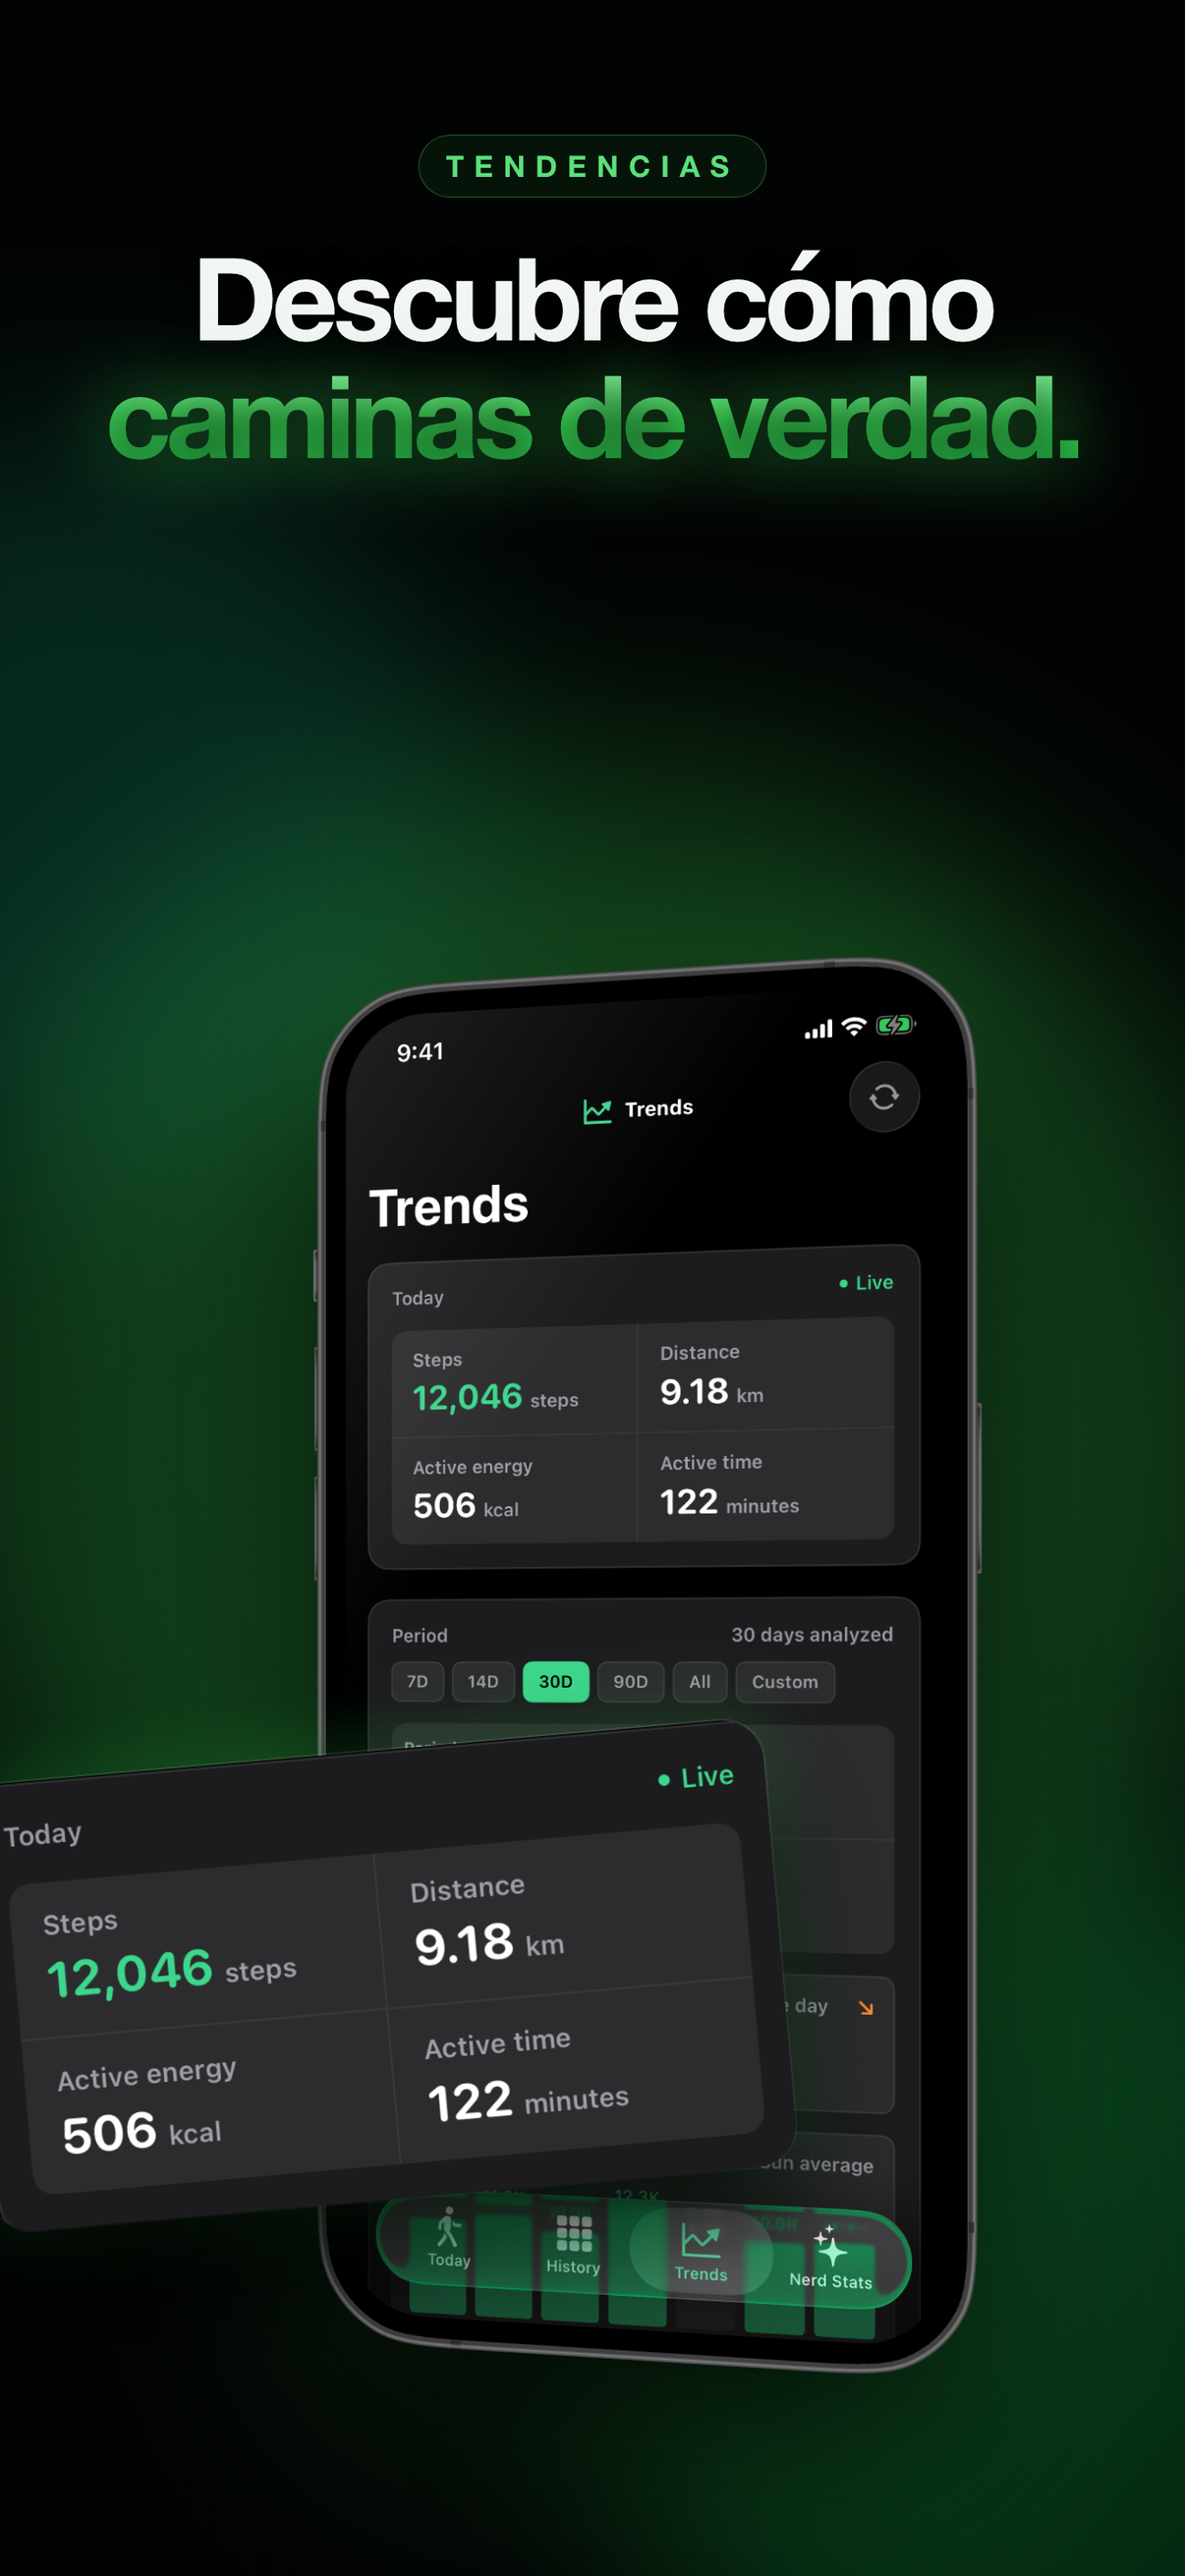 TENDENCIAS
Descubre cómo
caminas de verdad.
9:41
Trends
Trends
Today
Live
Steps
Distance
12,046 steps
9.18 km
Active energy
Active time
506 kcal
122 minutes
Period
30 days analyzed
7D 14D 30D 90D All Custom
Today
Live
Steps
Distance
12,046 steps
9.18 km
Active energy
Active time
506 kcal
122 minutes
day
average
12.3K
Today
History
Trends
Nerd Stats